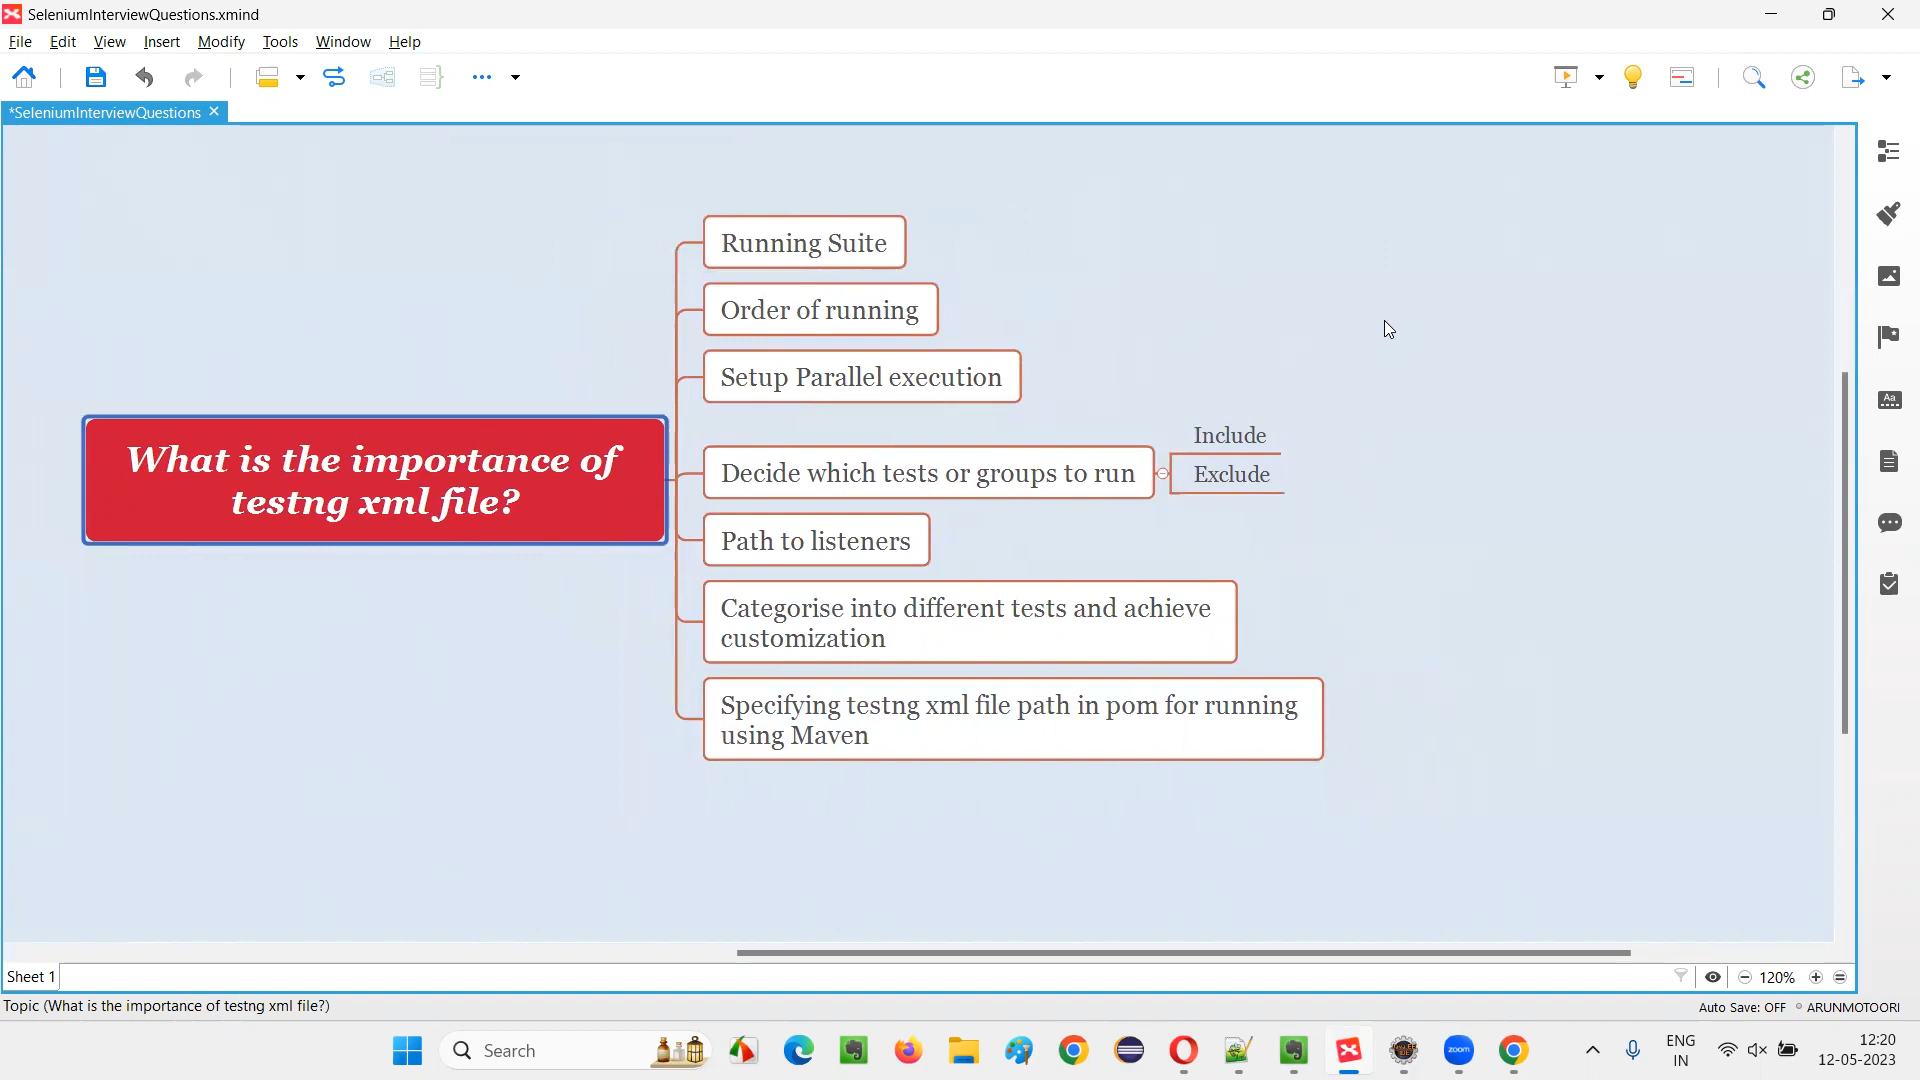 SeleniumInterviewQuestions.xmind
File Edit View Insert Modify Tools Window Help
*SeleniumInterviewQuestions
Running Suite
Order of running
Setup Parallel execution
What is the importance of
testng xml file?
Decide which tests or groups to run
Include
Exclude
Path to listeners
Categorise into different tests and achieve
customization
Specifying testng xml file path in pom for running
using Maven
Aa
Sheet 1
120%
Topic (What is the importance of testng xml file?)
Auto Save: OFF
ARUNMOTOORI
Search
zoom
ENG
IN
12:20
12-05-2023